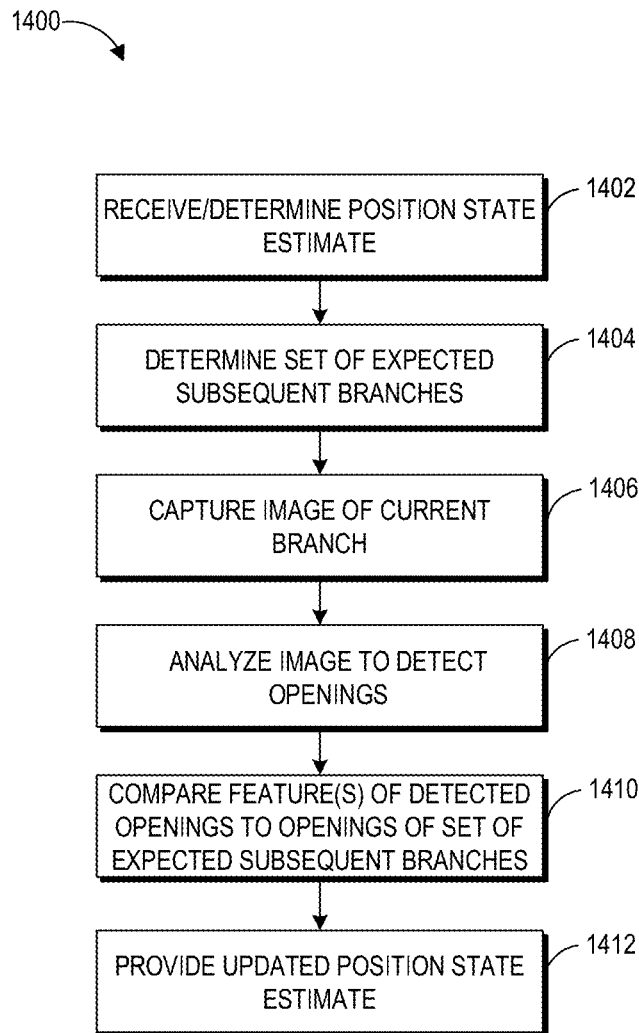 1400
RECEIVE/DETERMINE POSITION STATE
ESTIMATE
1402
DETERMINE SET OF EXPECTED
SUBSEQUENT BRANCHES
1404
CAPTURE IMAGE OF CURRENT
BRANCH
1406
ANALYZE IMAGE TO DETECT
OPENINGS
1408
COMPARE FEATURE(S) OF DETECTED
OPENINGS TO OPENINGS OF SET OF
EXPECTED SUBSEQUENT BRANCHES
1410
PROVIDE UPDATED POSITION STATE
ESTIMATE
1412